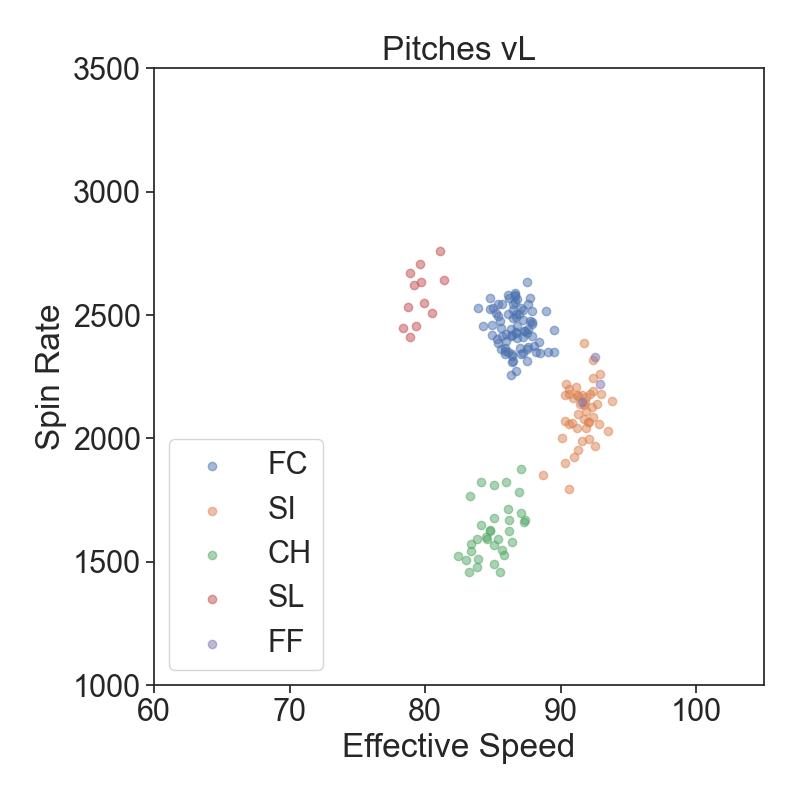 Pitches vL
3500
3000
2500
2000
1500
1000
Spin Rate
FC
SI
CH
SL
FF
60 70 80 90 100
Effective Speed